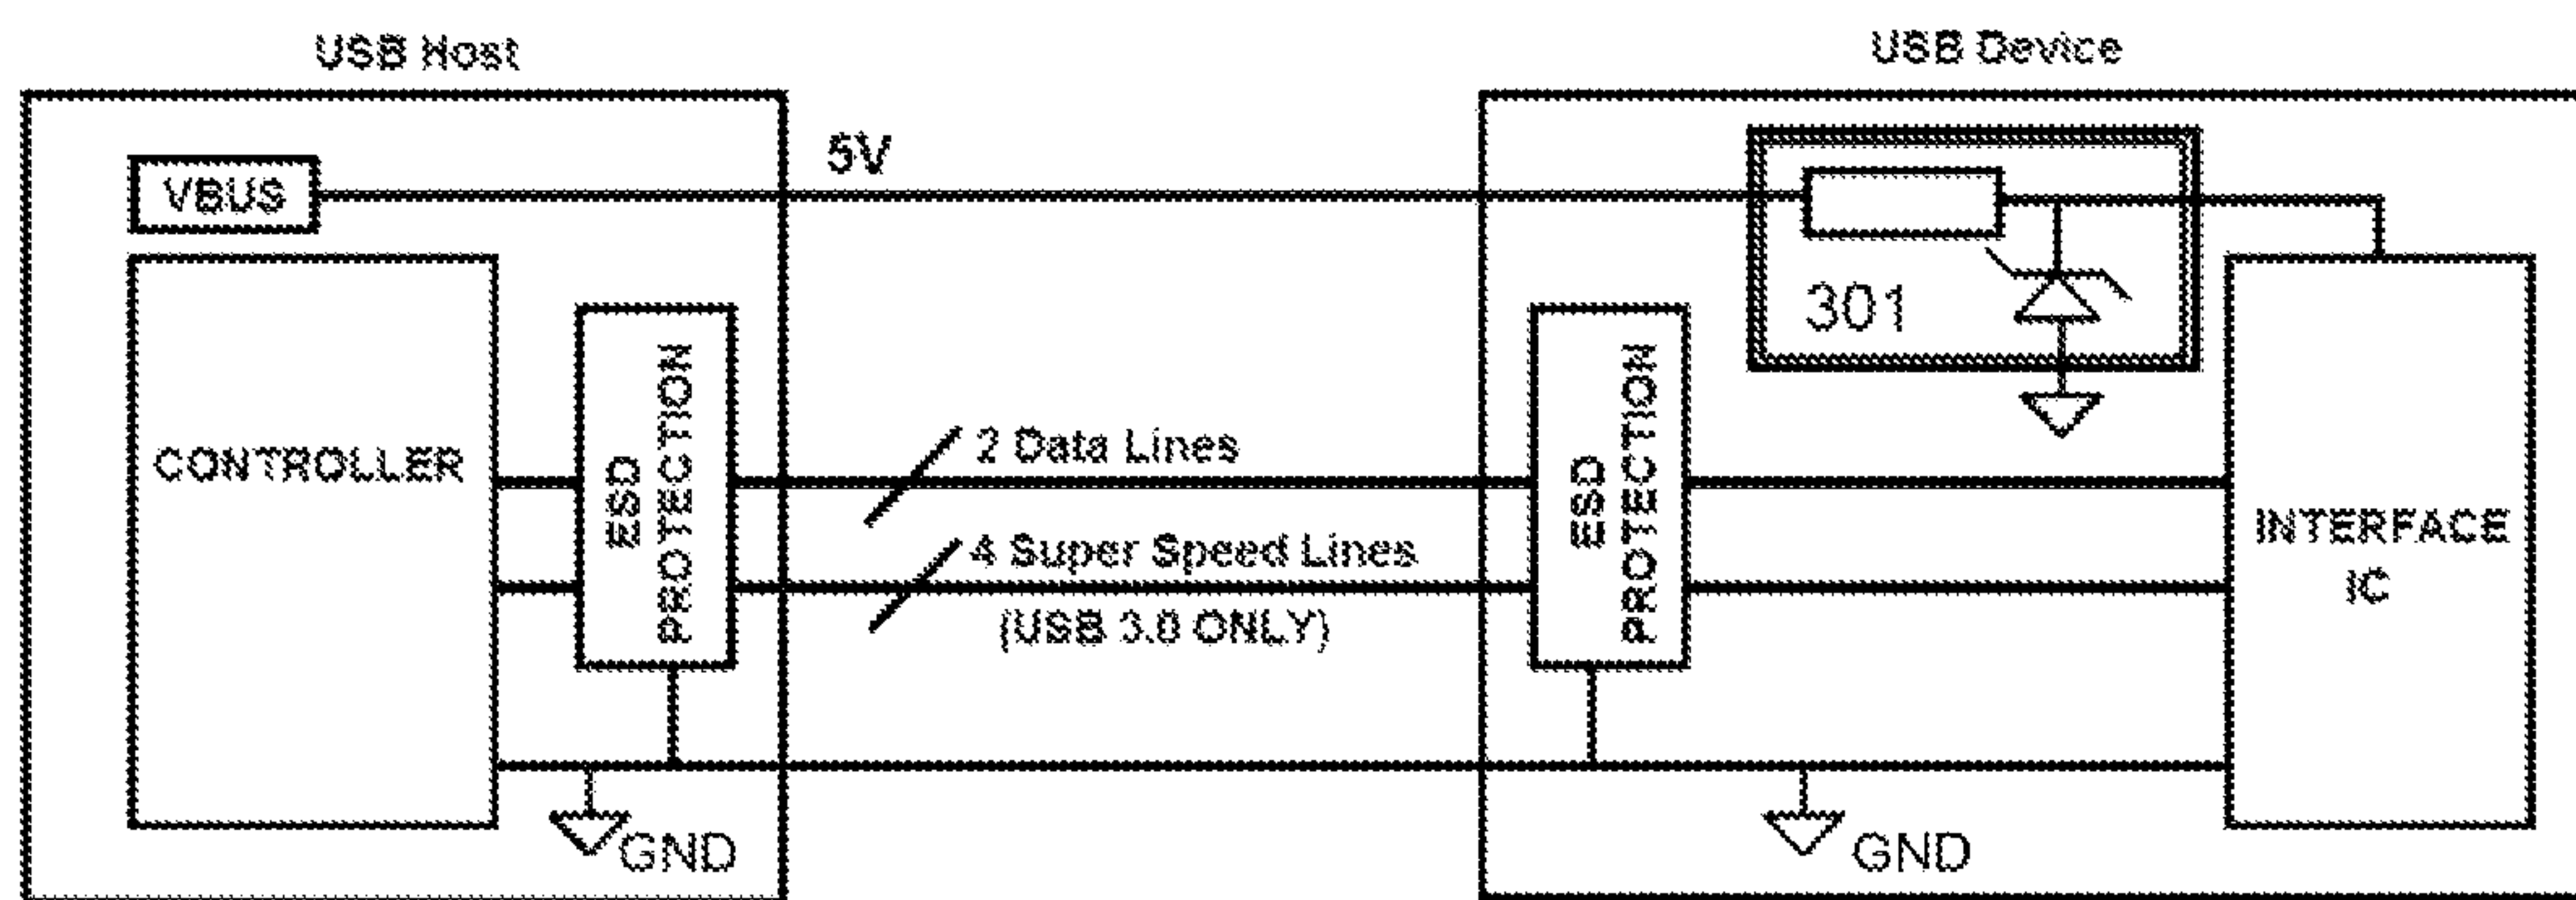 USB Host
USB Device
5V
VBUS
301
CONTROLLER
ESD
PROTECTION
2 Data Lines
4 Super Speed Lines
(USB 3.0 ONLY)
ESD
PROTECTION
INTERFACE
IC
GND
GND